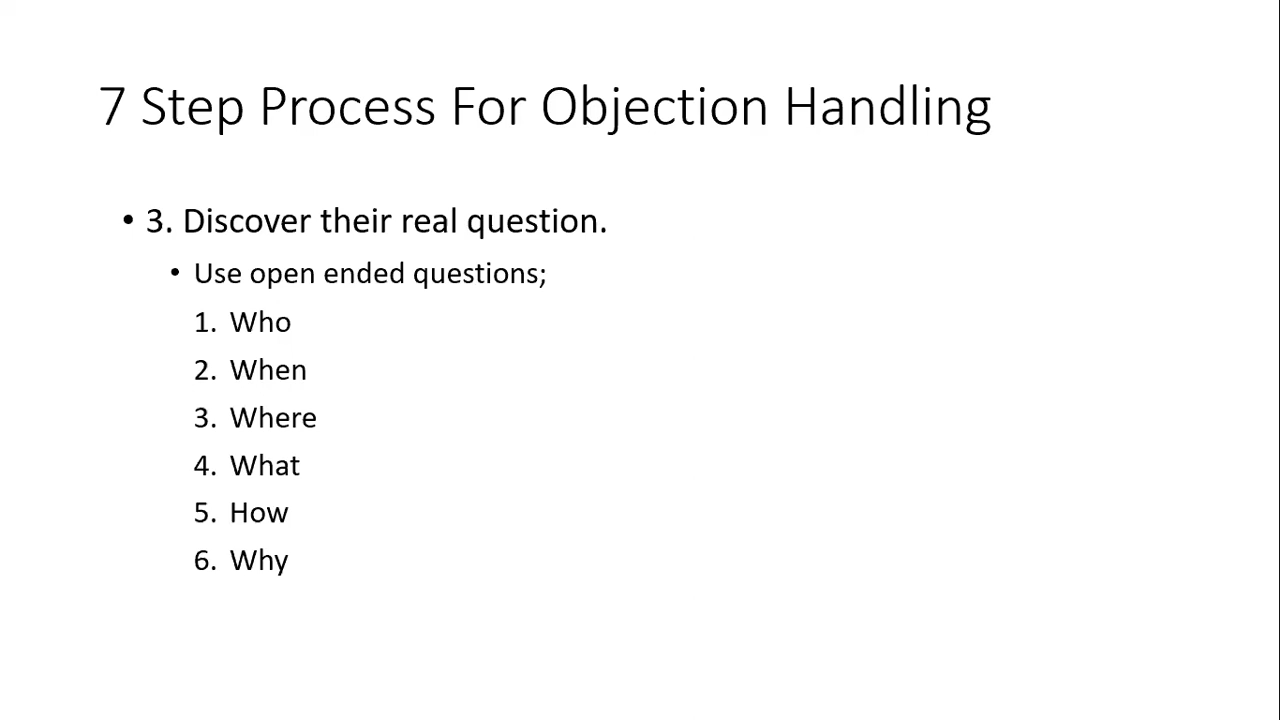 7 Step Process For Objection Handling
• 3. Discover their real question.
• Use open ended questions;
1. Who
2. When
3. Where
4. What
5. How
6. Why